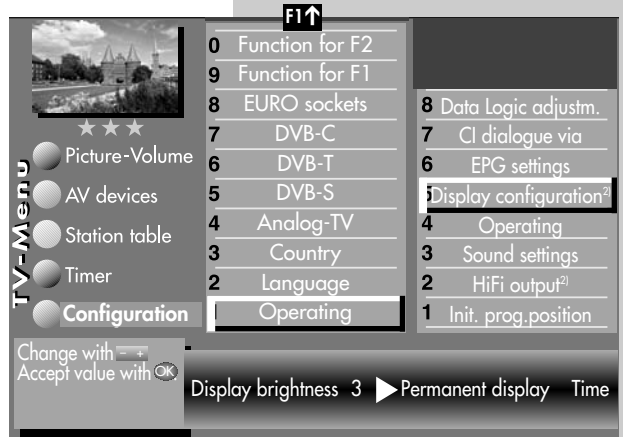 F1↑
TV-Menu
Picture-Volume
AV devices
Station table
Timer
Configuration
0 Function for F2
9 Function for F1
8 EURO sockets
7 DVB-C
6 DVB-T
5 DVB-S
4 Analog-TV
3 Country
2 Language
Operating
8 Data Logic adjustm.
7 CI dialogue via
6 EPG settings
5 Display configuration2)
4 Operating
3 Sound settings
2 HiFi output2)
1 Init. prog.position
Change with - +
Accept value with OK.
Display brightness 3 Permanent display Time